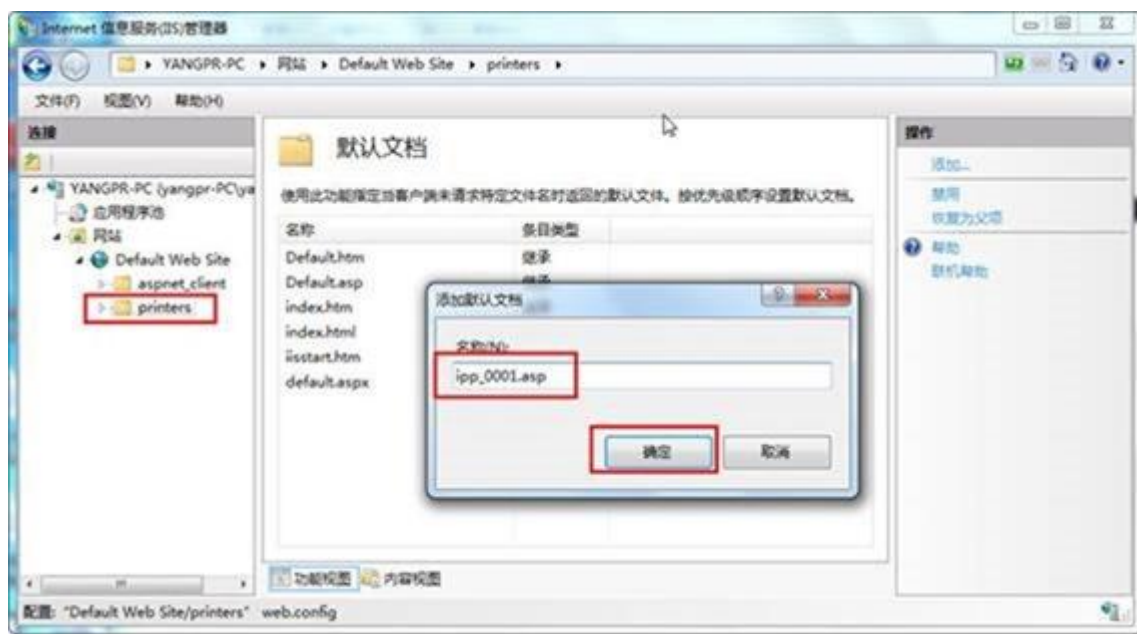 Internet 信息服务(IIS)管理器
YANGPR-PC ▸ 网站 ▸ Default Web Site ▸ printers ▸
文件(F) 视图(V) 帮助(H)
连接
YANGPR-PC (yangpr-PC\ya
应用程序池
网站
Default Web Site
aspnet_client
printers
默认文档
使用此功能指定当客户端未请求特定文件名时返回的默认文件。按优先级顺序设置默认文档。
名称 条目类型
Default.htm 继承
Default.asp 继承
index.htm
index.html
iisstart.htm
default.aspx
添加默认文档
名称(N):
ipp_0001.asp
确定 取消
功能视图 内容视图
操作
添加...
禁用
恢复为父项
帮助
联机帮助
配置: "Default Web Site/printers" web.config